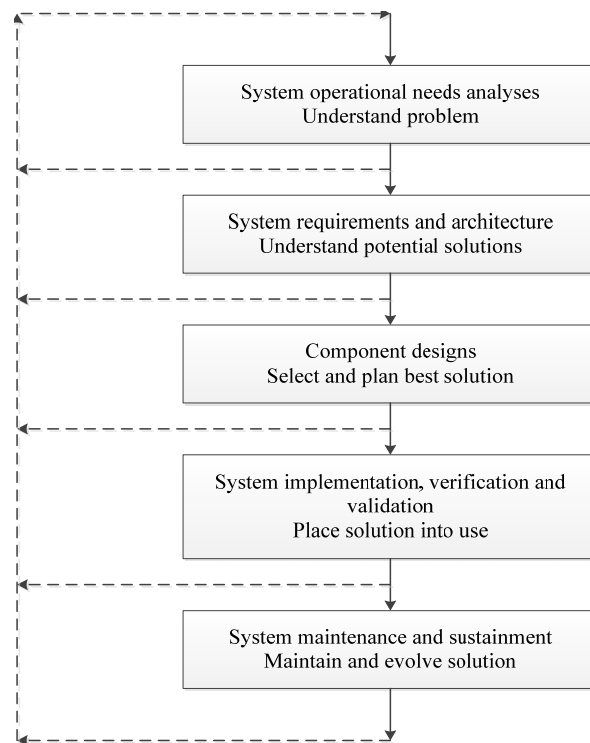 System operational needs analyses
Understand problem
System requirements and architecture
Understand potential solutions
Component designs
Select and plan best solution
System implementation, verification and
validation
Place solution into use
System maintenance and sustainment
Maintain and evolve solution